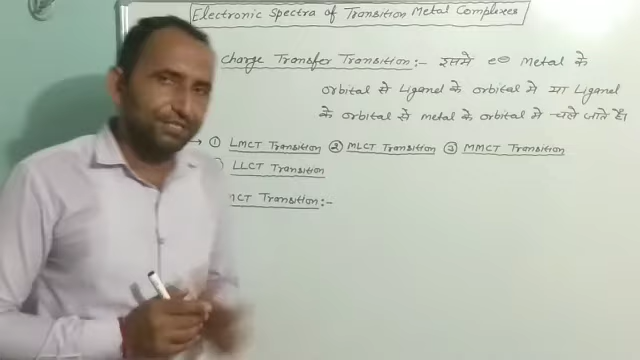 Electronic Spectra of Transition Metal Complexes
Charge Transfer Transition :- इसमे e⊖ Metal के
orbital से Ligand के orbital मे या Ligand
के orbital से metal के orbital मे चले जाते हैं।
→ ① LMCT Transition ② MLCT Transition ③ MMCT Transition
LLCT Transition
MCT Transition :-